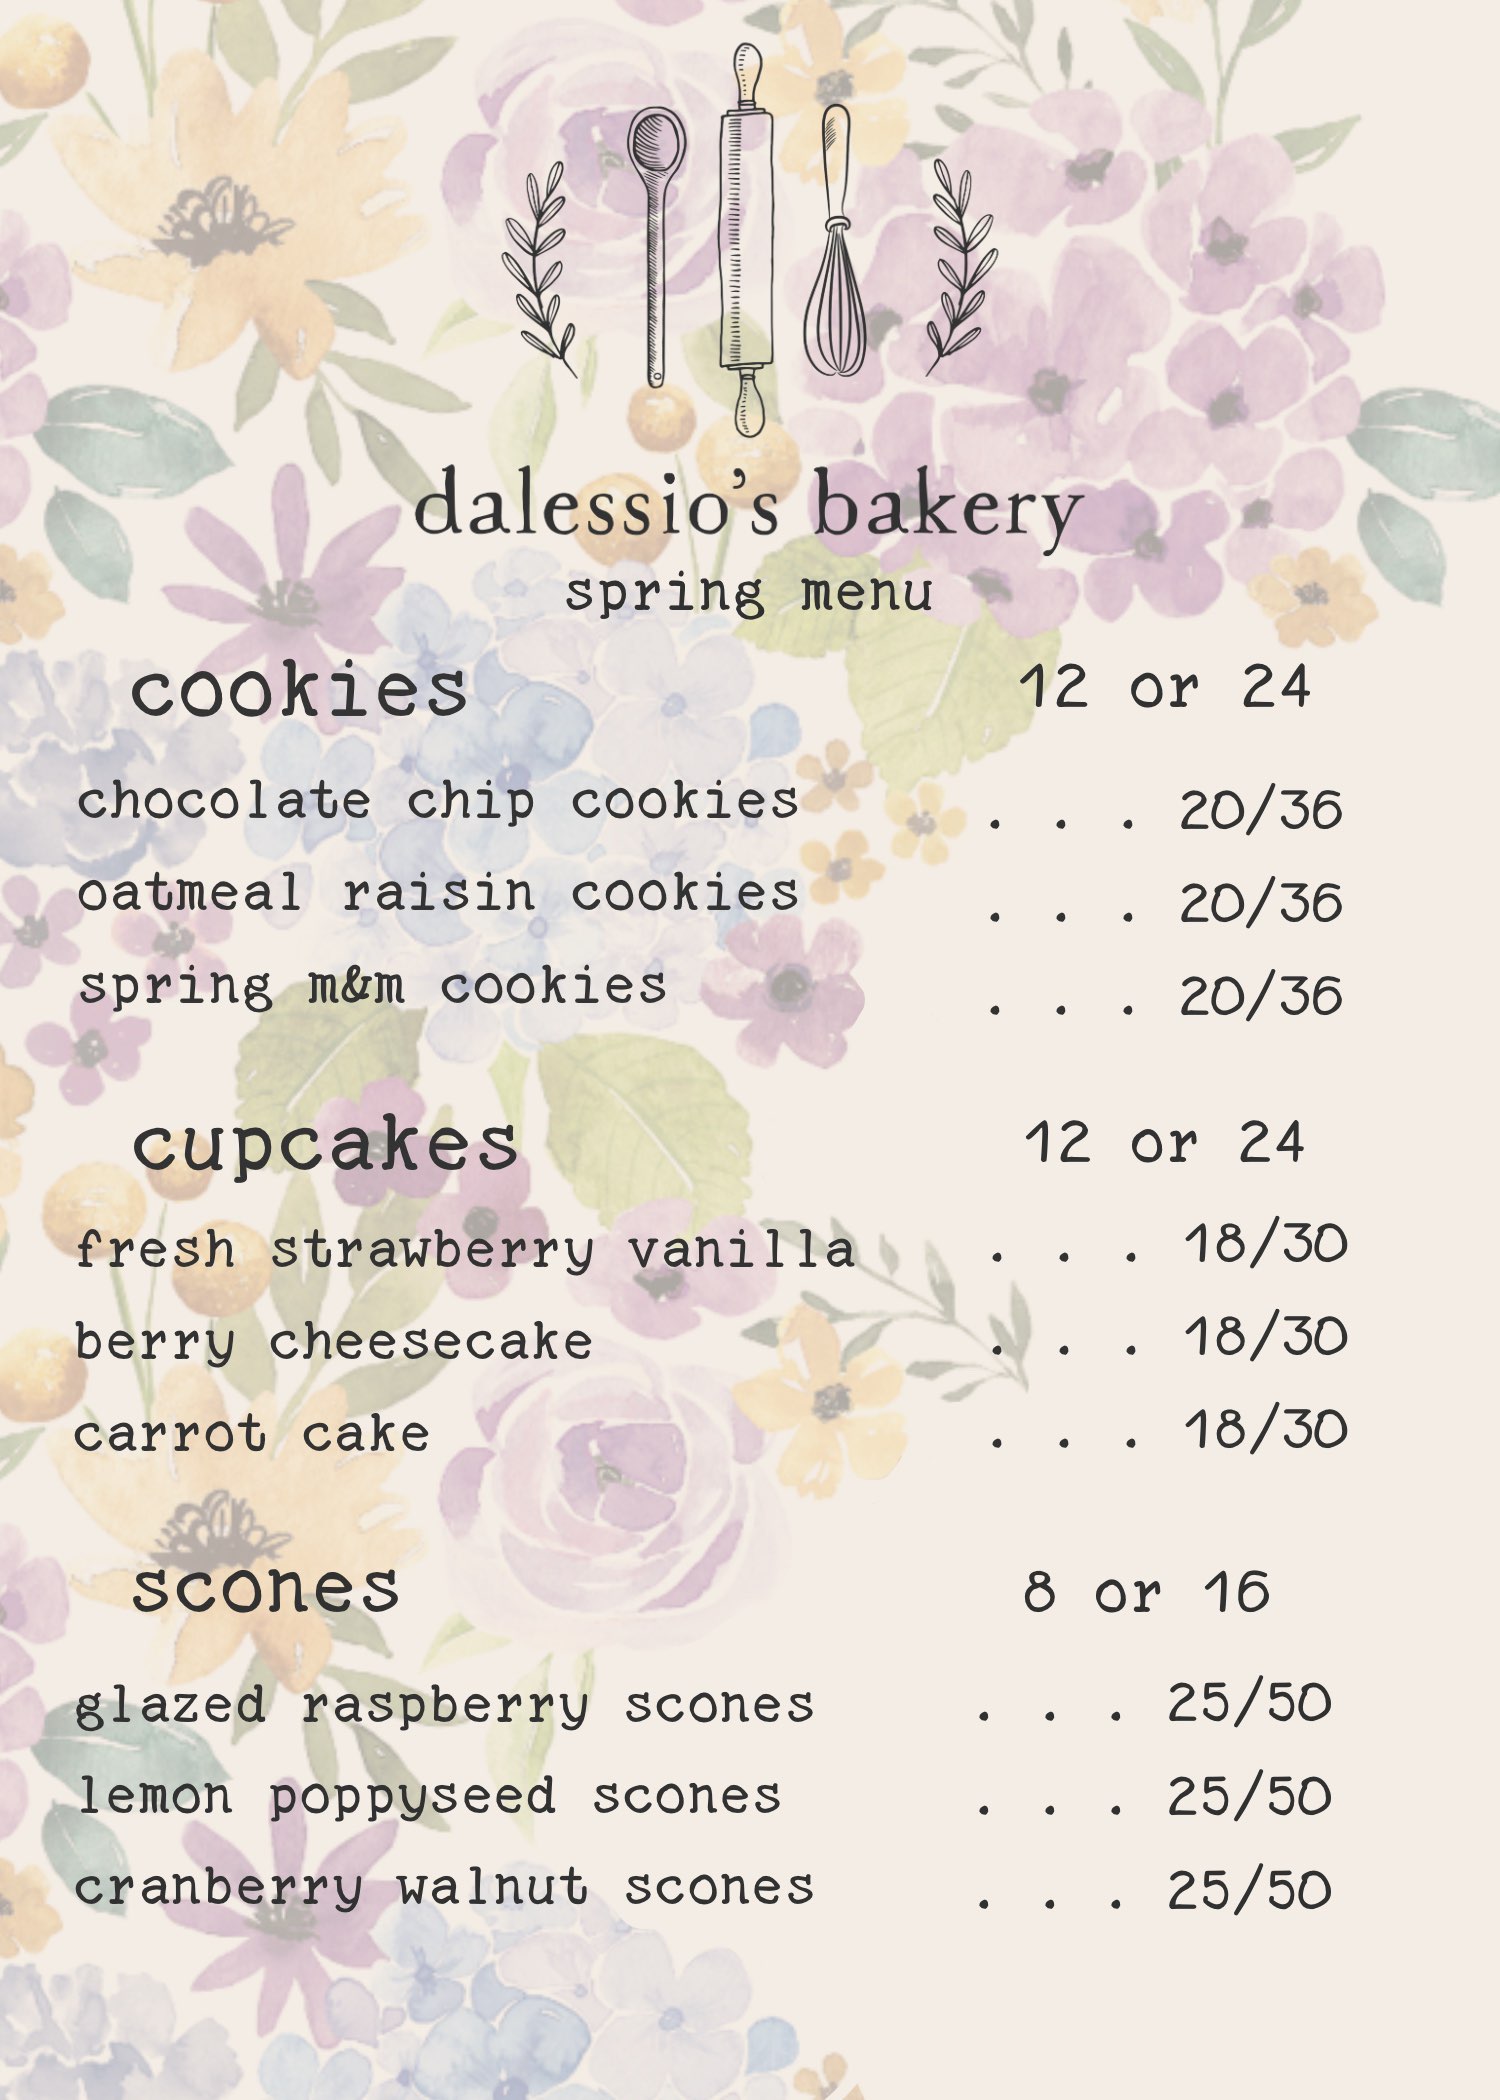 dalessio's bakery
spring menu
cookies 12 or 24
chocolate chip cookies . . . 20/36
oatmeal raisin cookies . . . 20/36
spring m&m cookies . . . 20/36
cupcakes 12 or 24
fresh strawberry vanilla . . . 18/30
berry cheesecake . . . 18/30
carrot cake . . . 18/30
scones 8 or 16
glazed raspberry scones . . . 25/50
lemon poppyseed scones . . . 25/50
cranberry walnut scones . . . 25/50